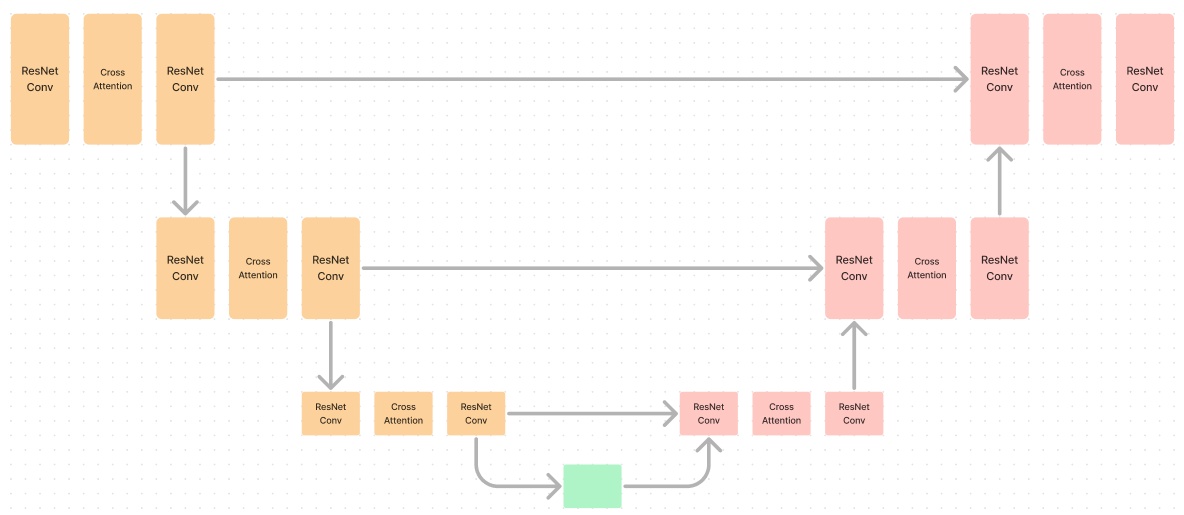 ResNet
Conv
Cross
Attention
ResNet
Conv
ResNet
Conv
Cross
Attention
ResNet
Conv
ResNet
Conv
Cross
Attention
ResNet
Conv
ResNet
Conv
Cross
Attention
ResNet
Conv
ResNet
Conv
Cross
Attention
ResNet
Conv
ResNet
Conv
Cross
Attention
ResNet
Conv